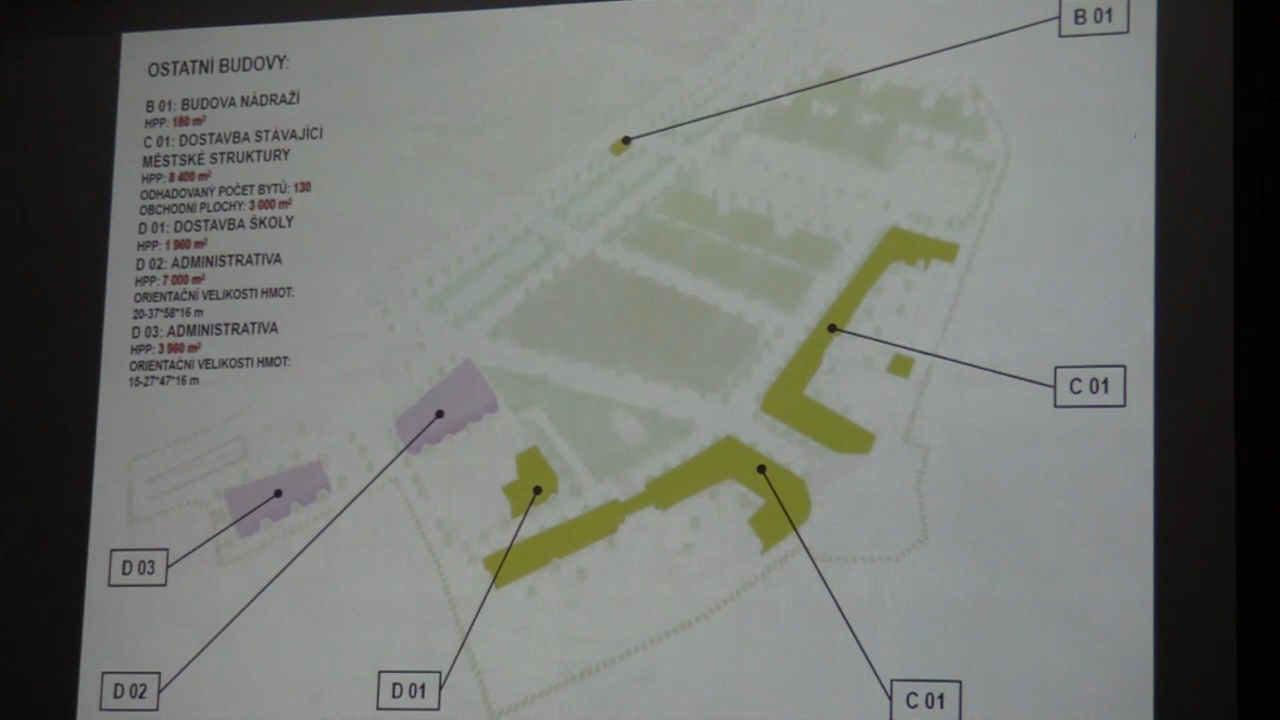 OSTATNÍ BUDOVY:
B 01: BUDOVA NÁDRAŽÍ
HPP: 180 m²
C 01: DOSTAVBA STÁVAJÍCÍ
MĚSTSKÉ STRUKTURY
HPP: 8 400 m²
ODHADOVANÝ POČET BYTŮ: 130
OBCHODNÍ PLOCHY: 3 000 m²
D 01: DOSTAVBA ŠKOLY
HPP: 1 960 m²
D 02: ADMINISTRATIVA
HPP: 7 000 m²
ORIENTAČNÍ VELIKOSTI HMOT:
20-37*58*16 m
D 03: ADMINISTRATIVA
HPP: 3 960 m²
ORIENTAČNÍ VELIKOSTI HMOT:
15-27*47*16 m
B 01
C 01
D 03
D 02
D 01
C 01